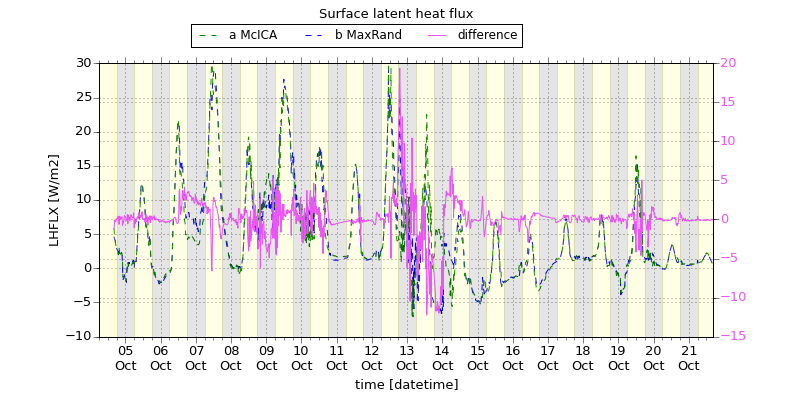 Surface latent heat flux
a McICA b MaxRand difference
30 25 20 15 10 5 0 −5 −10
LHFLX [W/m2]
20 15 10 5 0 −5 −10 −15
05 06 07 08 09 10 11 12 13 14 15 16 17 18 19 20 21
Oct Oct Oct Oct Oct Oct Oct Oct Oct Oct Oct Oct Oct Oct Oct Oct Oct
time [datetime]